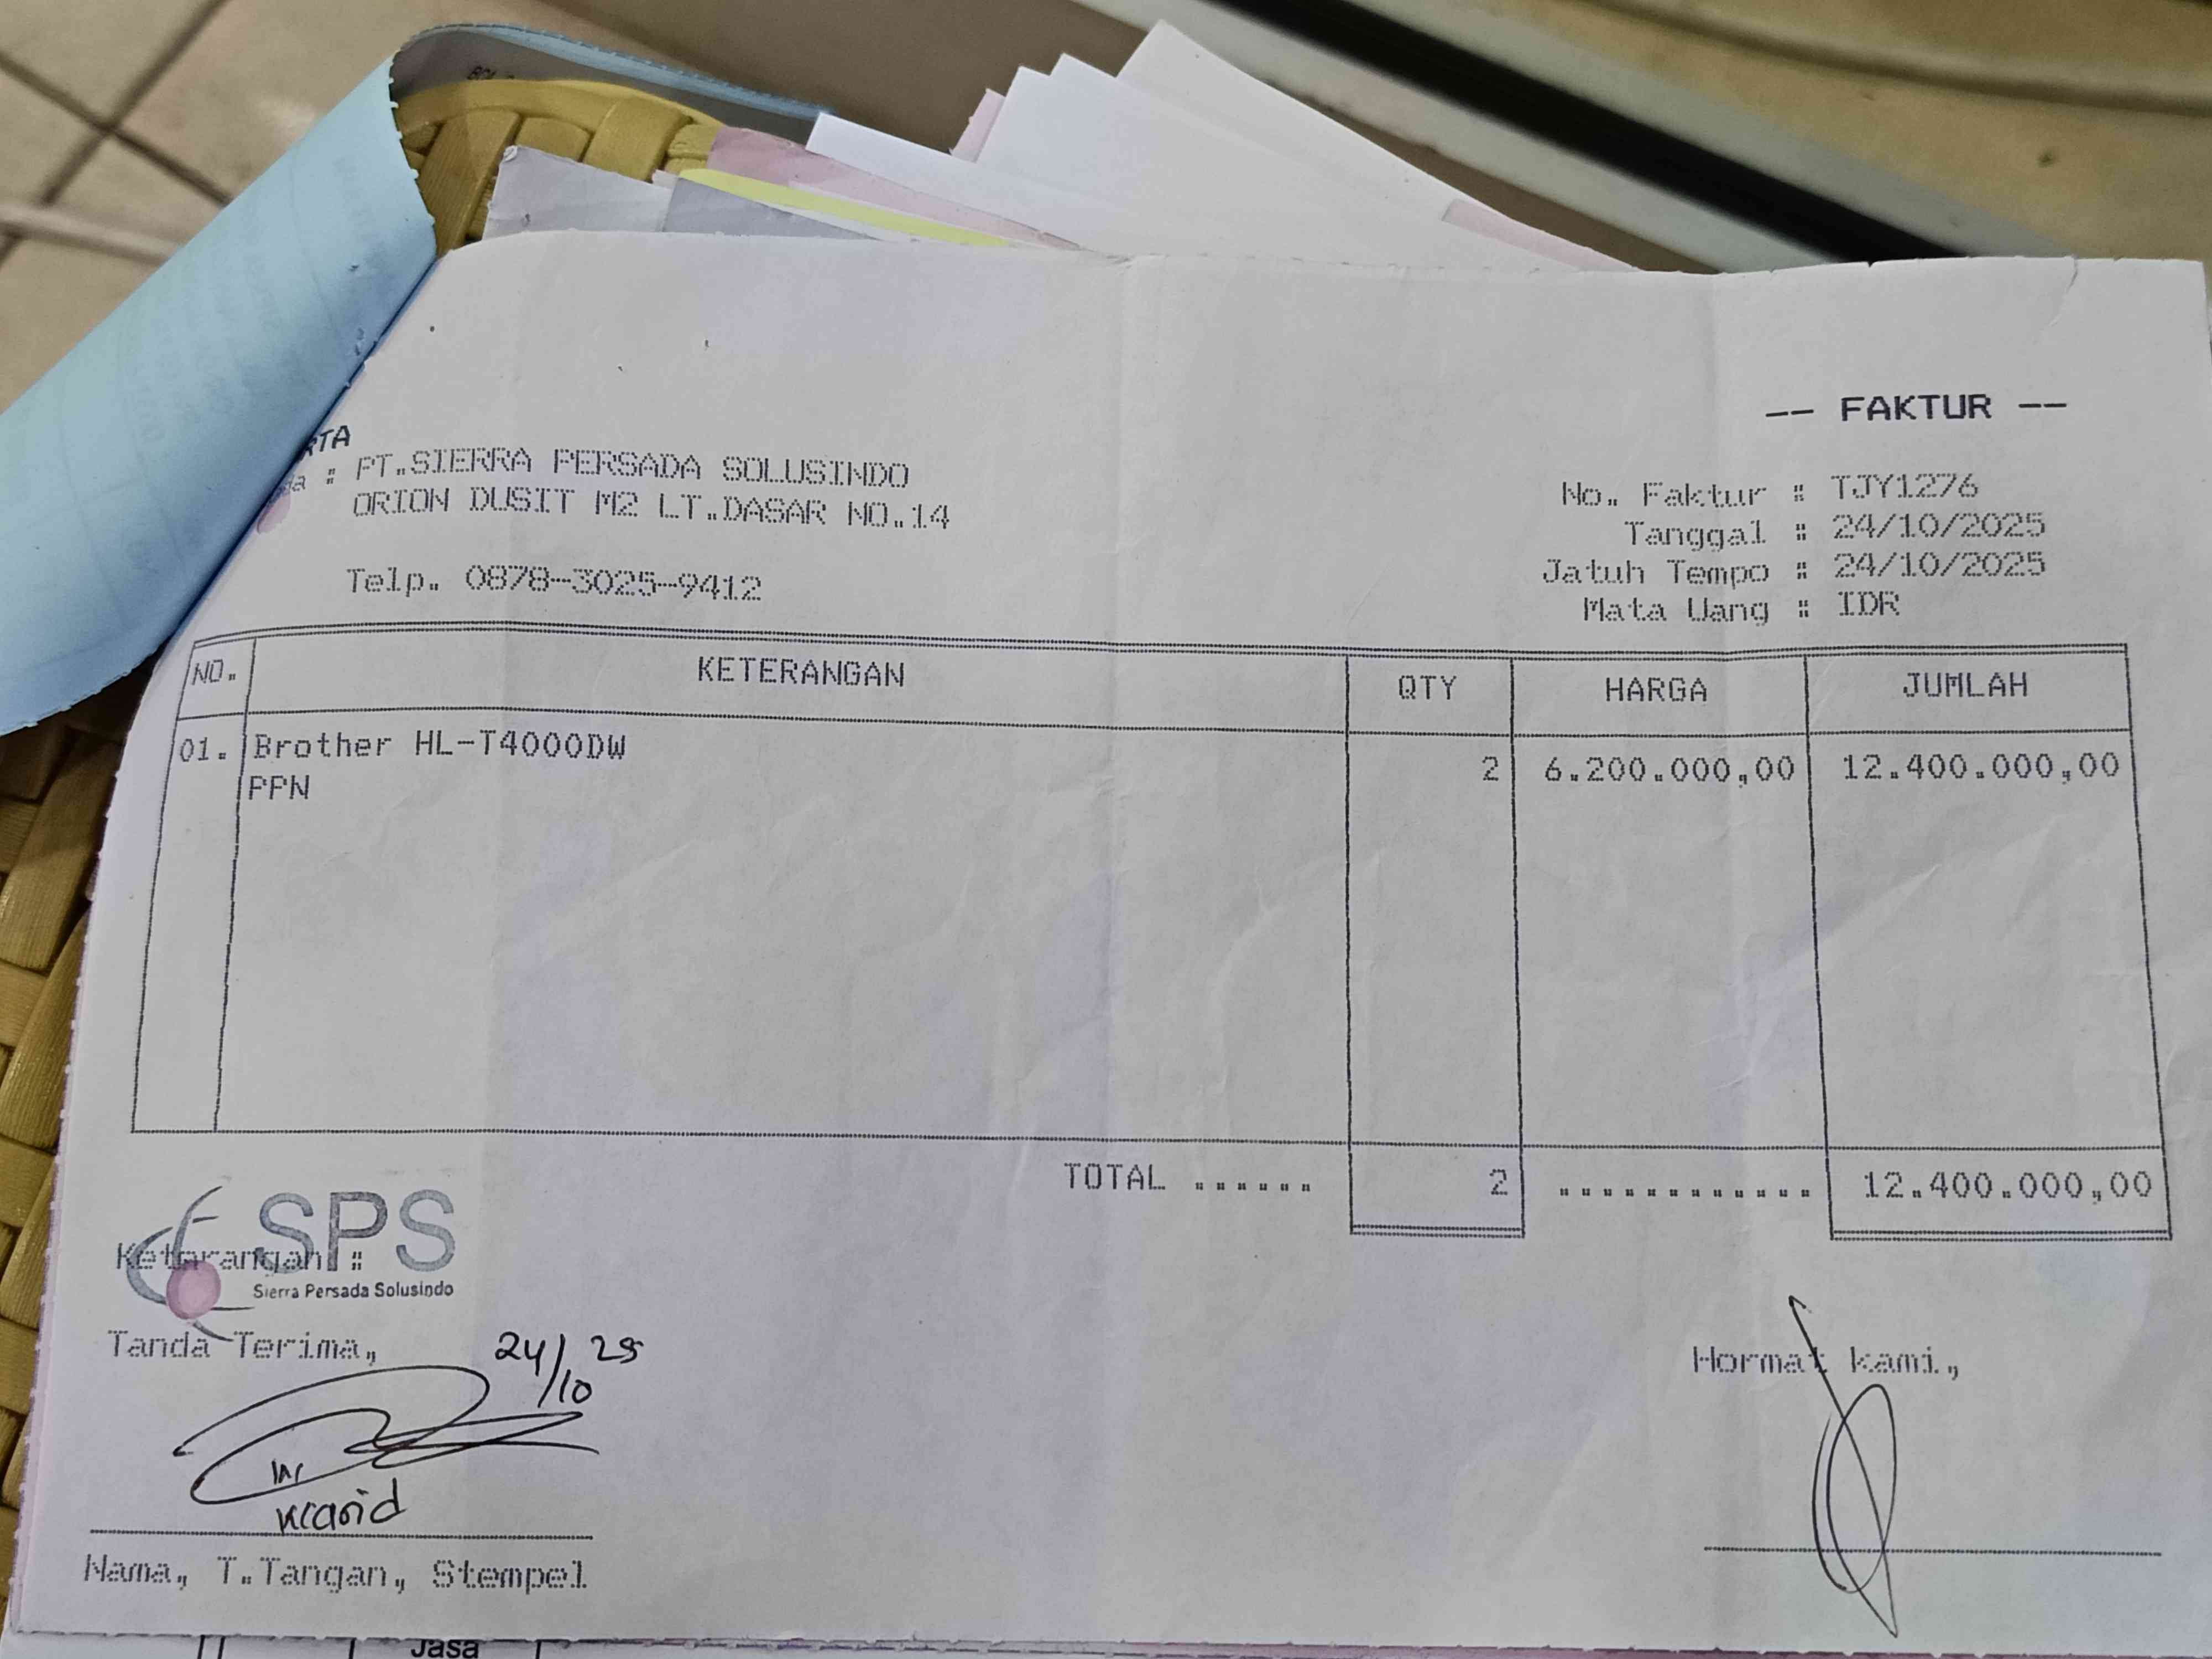 -- FAKTUR --
: PT.SIERRA PERSADA SOLUSINDO
ORION DUSIT M2 LT.DASAR NO.14
Telp. 0878-3025-9412
No. Faktur : TJY1276
Tanggal : 24/10/2025
Jatuh Tempo : 24/10/2025
Mata Uang : IDR
NO. KETERANGAN QTY HARGA JUMLAH
01. Brother HL-T4000DW 2 6.200.000,00 12.400.000,00
PPN
TOTAL ...... 2 ............ 12.400.000,00
SPS
Keterangan :
Sierra Persada Solusindo
Tanda Terima,
24/10 25
Hormat kami,
Nama, T.Tangan, Stempel
Jasa